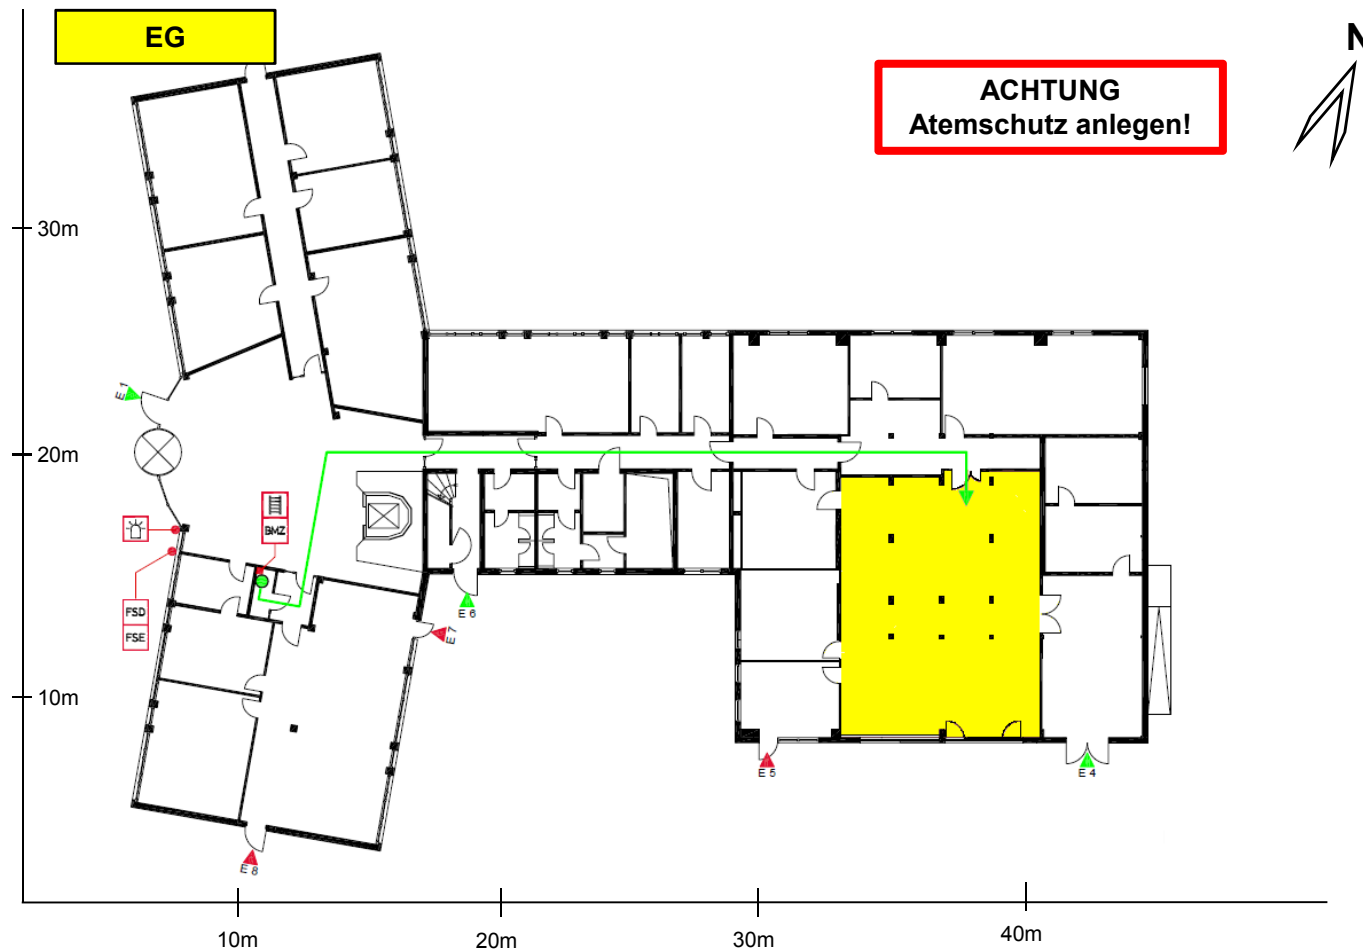 EG
N
ACHTUNG
Atemschutz anlegen!
30m
E 1
20m
BMZ
FSD
FSE
E 6
E 7
10m
E 5
E 4
E 8
10m
20m
30m
40m